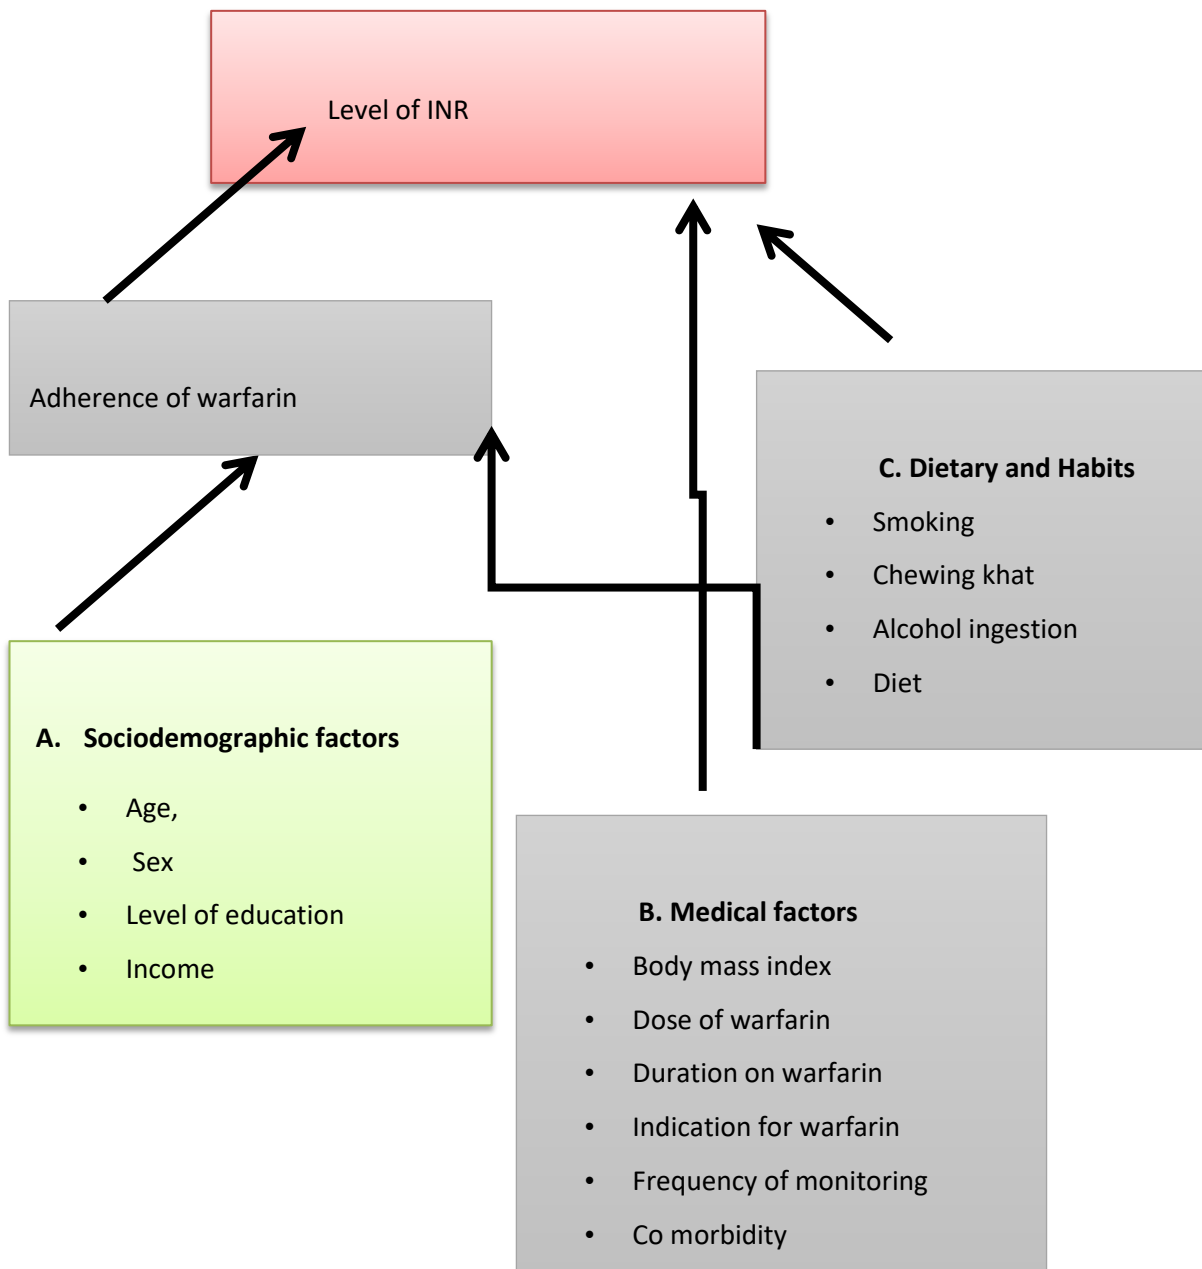 Level of INR
Adherence of warfarin
C. Dietary and Habits
• Smoking
• Chewing khat
• Alcohol ingestion
• Diet
A. Sociodemographic factors
• Age,
• Sex
• Level of education
• Income
B. Medical factors
• Body mass index
• Dose of warfarin
• Duration on warfarin
• Indication for warfarin
• Frequency of monitoring
• Co morbidity